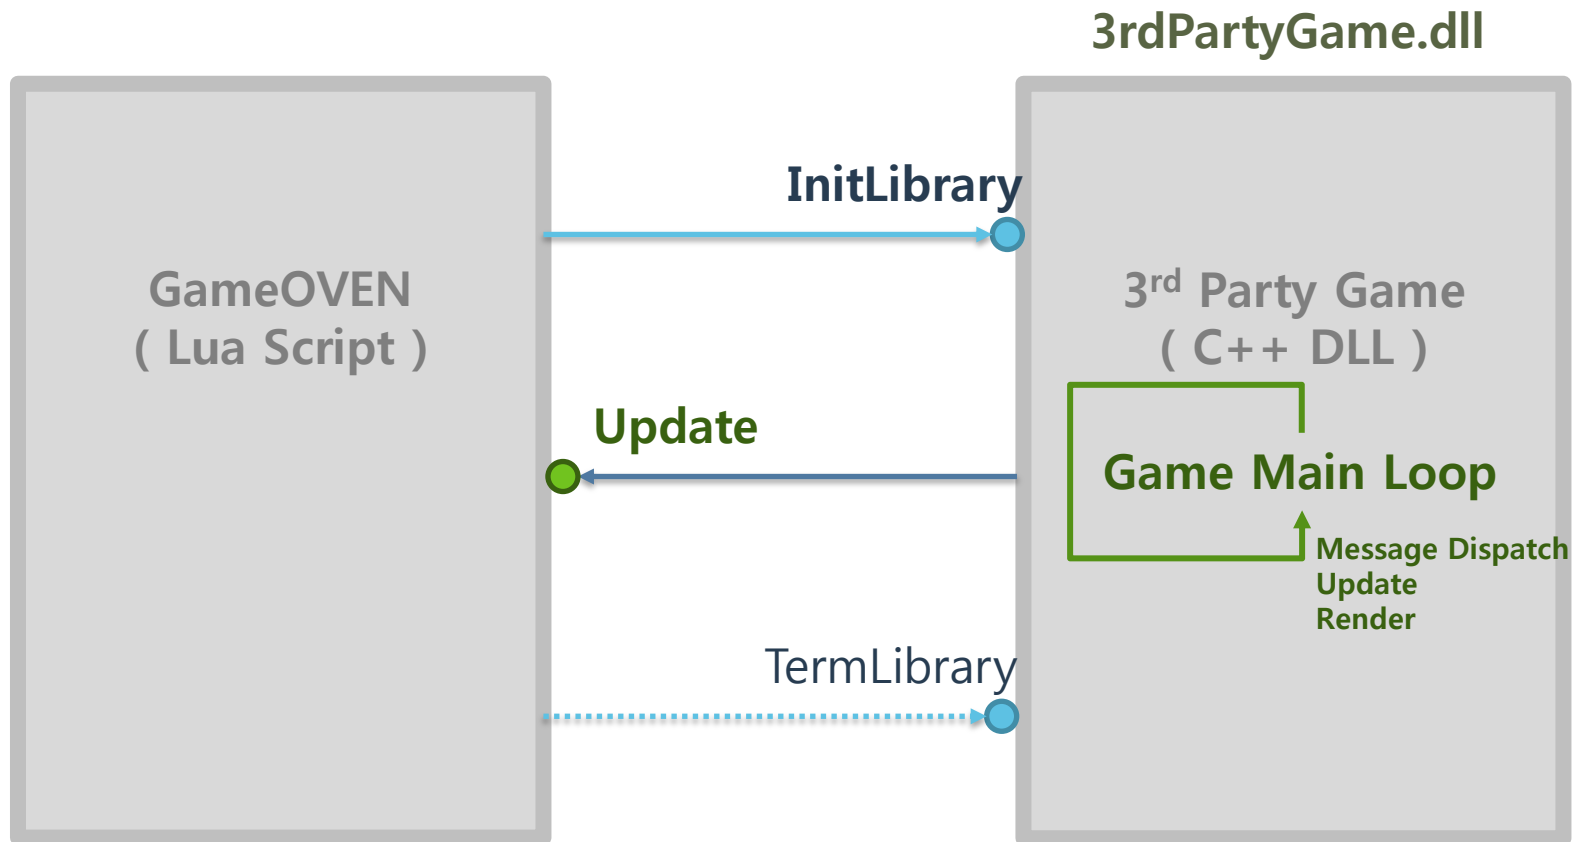 3rdPartyGame.dll
InitLibrary
GameOVEN
( Lua Script )
3rd Party Game
( C++ DLL )
Update
Game Main Loop
Message Dispatch
Update
Render
TermLibrary